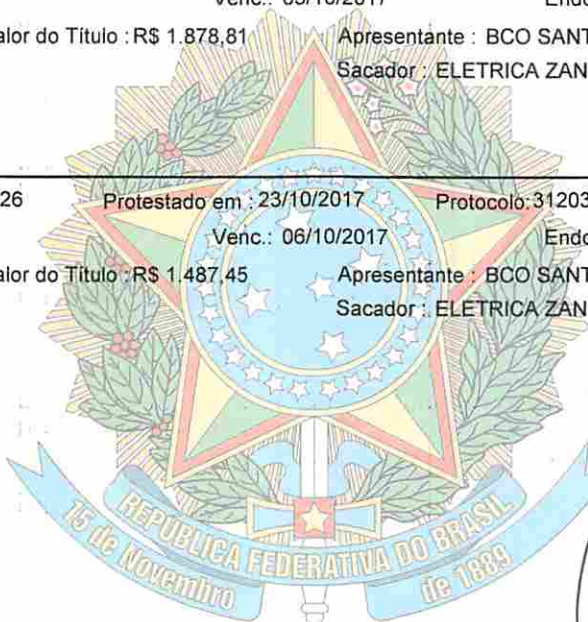 Venc.: 05/10/2017 Endo
alor do Título : R$ 1.878,81 Apresentante : BCO SANT
Sacador : ELETRICA ZAN
26 Protestado em : 23/10/2017 Protocolo: 31203
Venc.: 06/10/2017 Endo
alor do Título : R$ 1.487,45 Apresentante : BCO SANT
Sacador : ELETRICA ZAN
REPUBLICA FEDERATIVA DO BRASIL
15 de Novembro de 1889